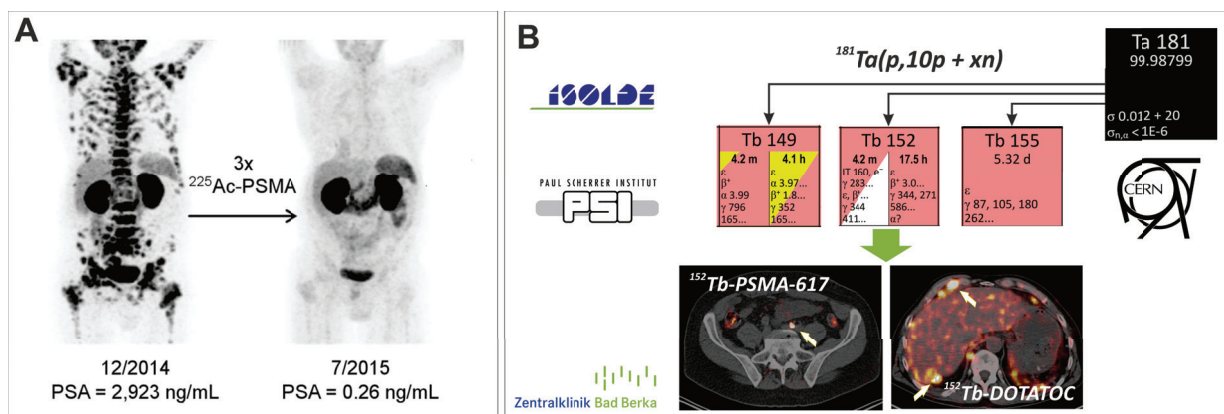 A
3x
225Ac-PSMA
12/2014
PSA = 2,923 ng/mL
7/2015
PSA = 0.26 ng/mL
B
181Ta(p,10p + xn)
Ta 181
99.98799
σ 0.012 + 20
σn,α < 1E-6
ISOLDE
PAUL SCHERRER INSTITUT
PSI
CERN
Tb 149
4.2 m
ε
β+
α 3.99
γ 796
165...
4.1 h
ε
α 3.97...
β+ 1.8...
γ 352
165...
Tb 152
4.2 m
IT 160, e−
γ 283...
ε, β+...
γ 344
411...
17.5 h
ε
β+ 3.0...
γ 344, 271
586...
α?
Tb 155
5.32 d
ε
γ 87, 105, 180
262...
152Tb-PSMA-617
152Tb-DOTATOC
Zentralklinik Bad Berka